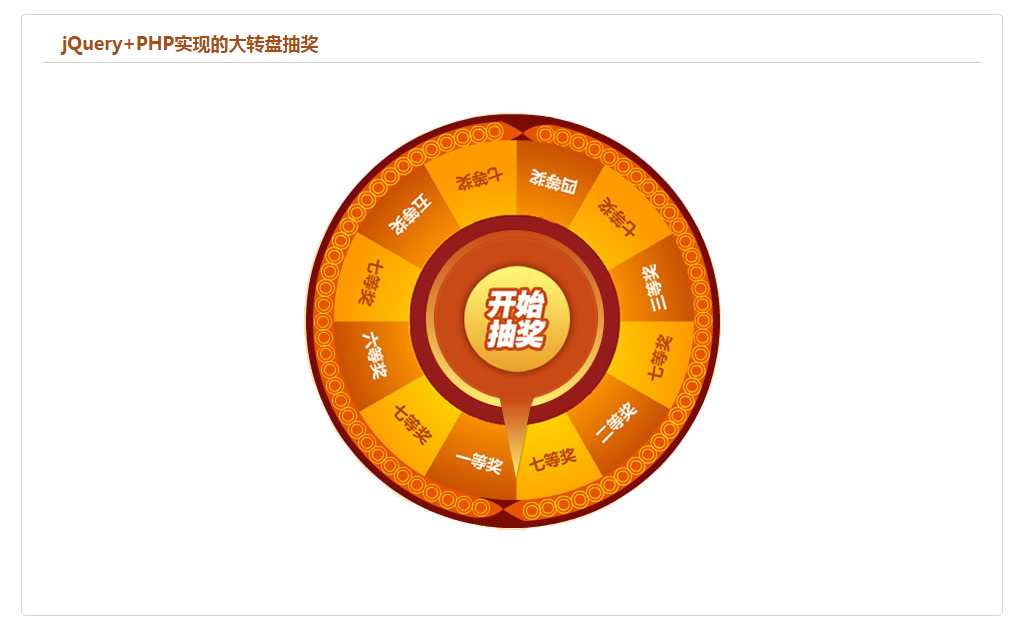 jQuery+PHP实现的大转盘抽奖
七等奖
四等奖
七等奖
三等奖
七等奖
二等奖
七等奖
一等奖
七等奖
六等奖
七等奖
五等奖
开始
抽奖